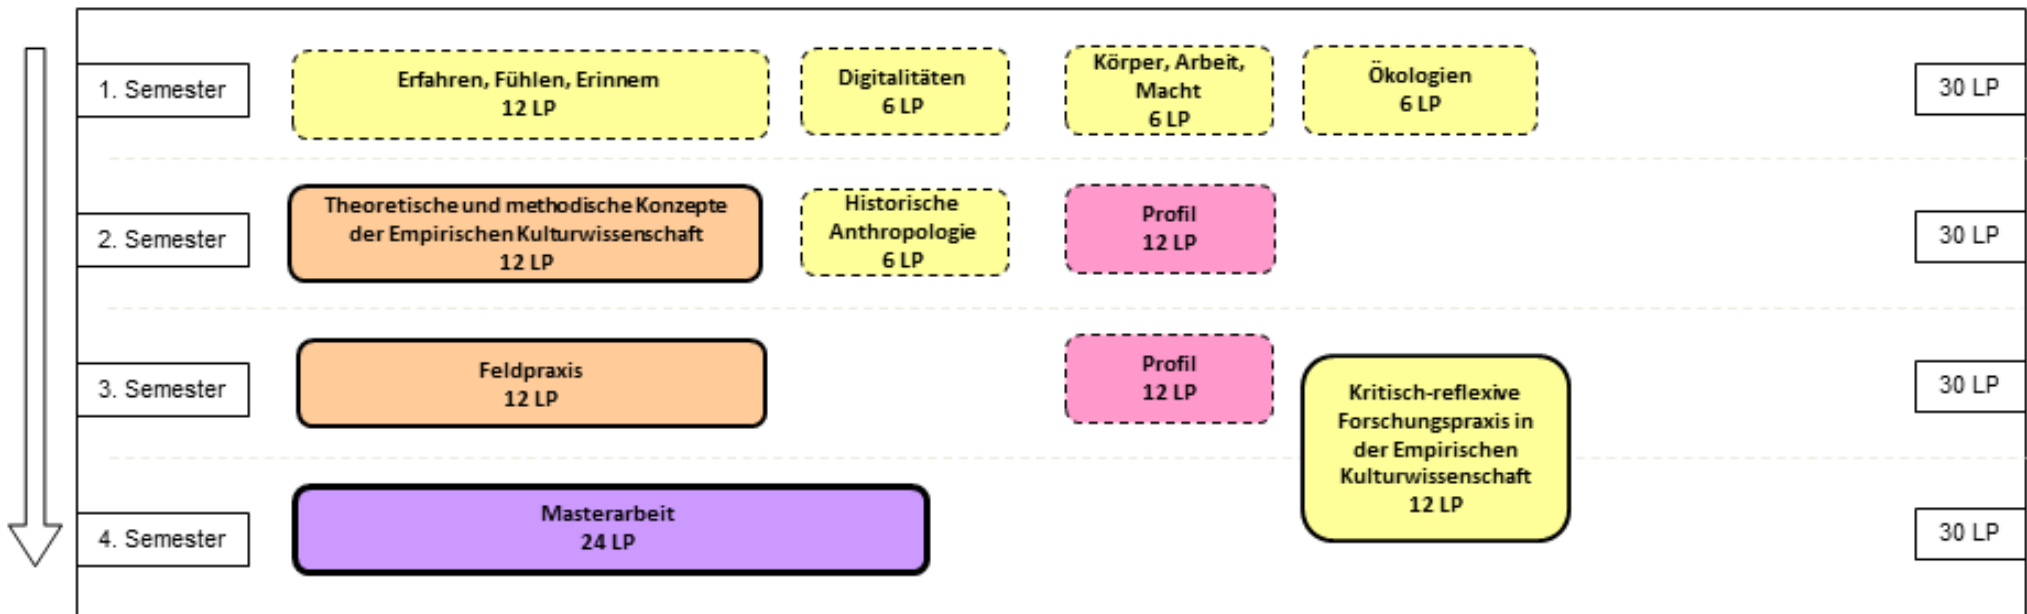 1. Semester
Erfahren, Fühlen, Erinnern
12 LP
Digitalitäten
6 LP
Körper, Arbeit,
Macht
6 LP
Ökologien
6 LP
30 LP
2. Semester
Theoretische und methodische Konzepte
der Empirischen Kulturwissenschaft
12 LP
Historische
Anthropologie
6 LP
Profil
12 LP
30 LP
3. Semester
Feldpraxis
12 LP
Profil
12 LP
Kritisch-reflexive
Forschungspraxis in
der Empirischen
Kulturwissenschaft
12 LP
30 LP
4. Semester
Masterarbeit
24 LP
30 LP